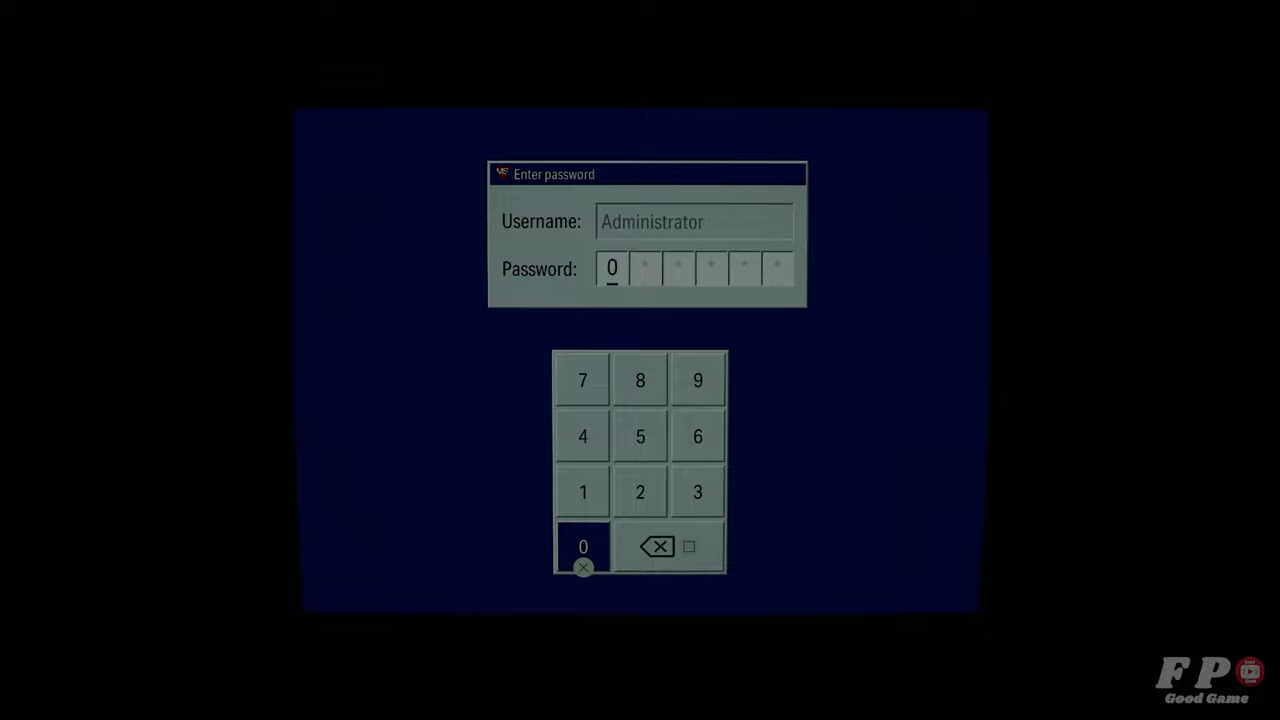 Enter password
Username: Administrator
Password: 0 * * * * *
7 8 9
4 5 6
1 2 3
0
FP
Good Game